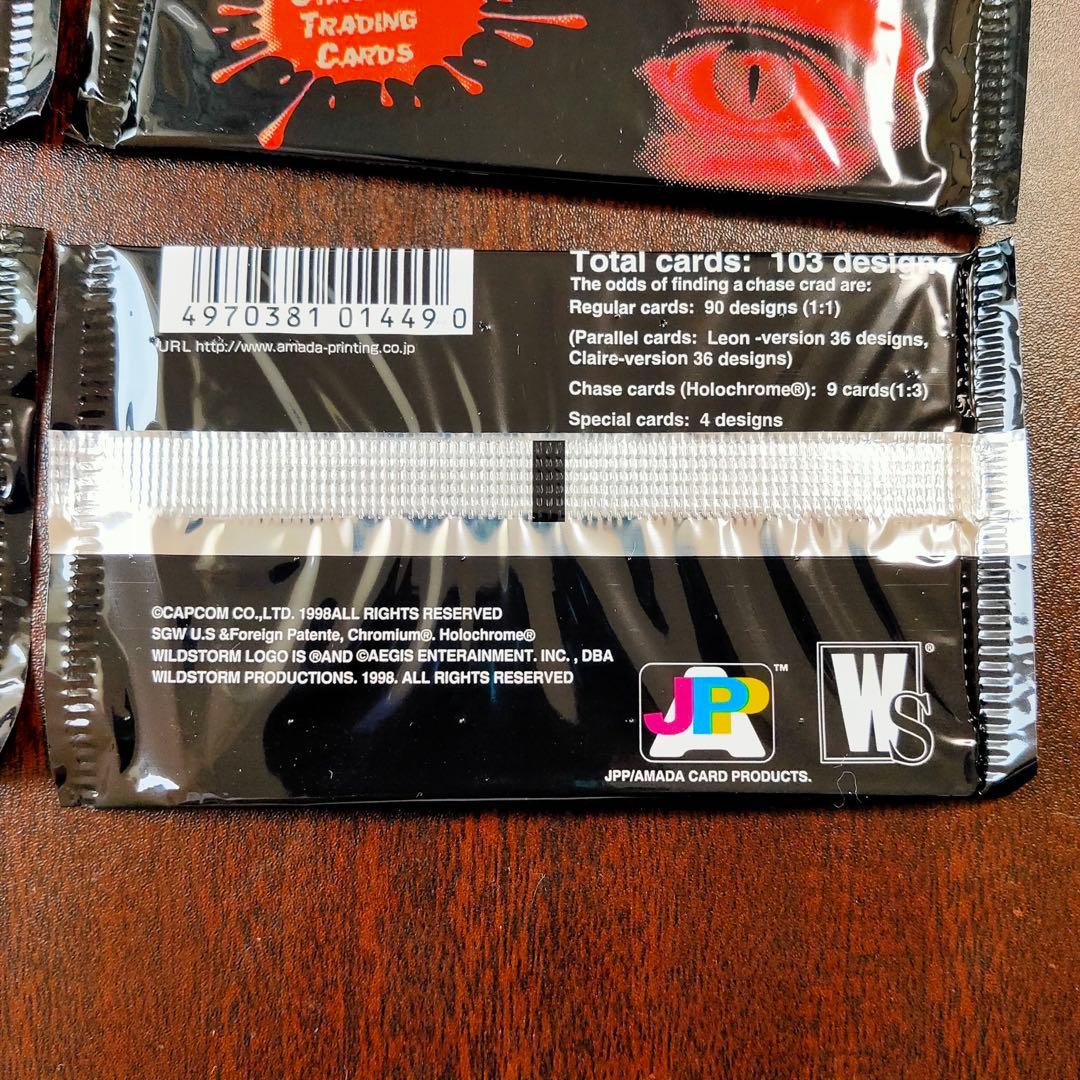 TRADING
CARDS
4970381 01449 0
URL http://www.amada-printing.co.jp
Total cards: 103 designs
The odds of finding a chase crad are:
Regular cards: 90 designs (1:1)
(Parallel cards: Leon -version 36 designs,
Claire-version 36 designs)
Chase cards (Holochrome®): 9 cards(1:3)
Special cards: 4 designs
©CAPCOM CO.,LTD. 1998ALL RIGHTS RESERVED
SGW U.S &Foreign Patente, Chromium®. Holochrome®
WILDSTORM LOGO IS ®AND ©AEGIS ENTERAINMENT. INC. , DBA
WILDSTORM PRODUCTIONS. 1998. ALL RIGHTS RESERVED
JPP ™
A
WS ®
JPP/AMADA CARD PRODUCTS.